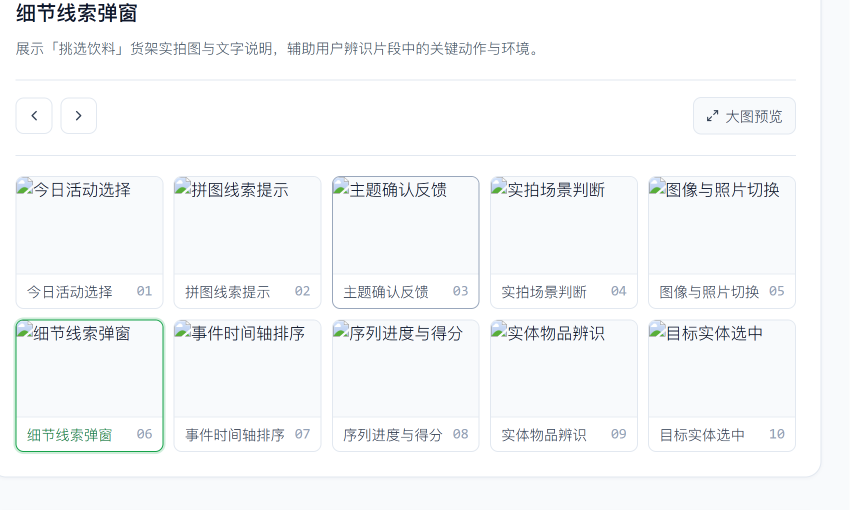 细节线索弹窗
展示「挑选饮料」货架实拍图与文字说明，辅助用户辨识片段中的关键动作与环境。
大图预览
今日活动选择
拼图线索提示
主题确认反馈
实拍场景判断
图像与照片切换
今日活动选择 01
拼图线索提示 02
主题确认反馈 03
实拍场景判断 04
图像与照片切换 05
细节线索弹窗
事件时间轴排序
序列进度与得分
实体物品辨识
目标实体选中
细节线索弹窗 06
事件时间轴排序 07
序列进度与得分 08
实体物品辨识 09
目标实体选中 10